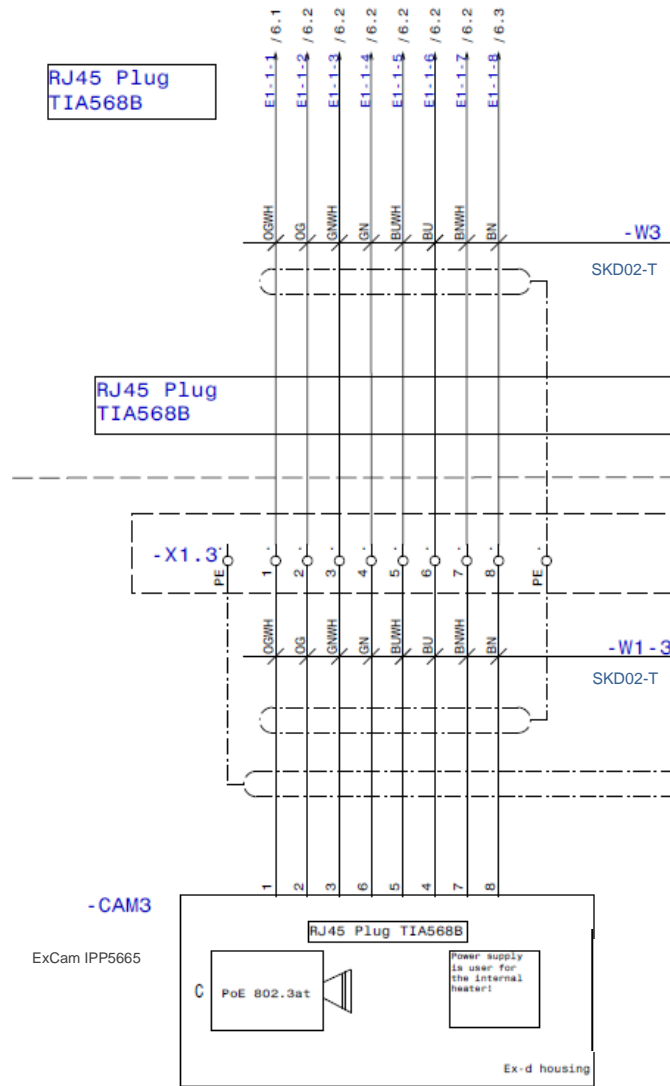 /6.1
/6.2
/6.2
/6.2
/6.2
/6.2
/6.2
/6.3
RJ45 Plug
TIA568B
E1-1-1
E1-1-2
E1-1-3
E1-1-4
E1-1-5
E1-1-6
E1-1-7
E1-1-8
OGWH
OG
GNWH
GN
BUWH
BU
BNWH
BN
-W3
SKD02-T
RJ45 Plug
TIA568B
-X1.3
PE
1
2
3
4
5
6
7
8
PE
OGWH
OG
GNWH
GN
BUWH
BU
BNWH
BN
-W1-3
SKD02-T
1
2
3
6
5
4
7
8
-CAM3
RJ45 Plug TIA568B
ExCam IPP5665
C
PoE 802.3at
Power supply
is user for
the internal
heater!
Ex-d housing